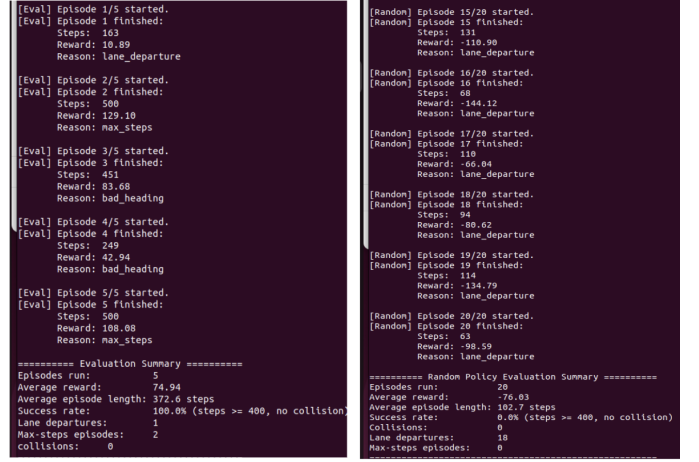 [Eval] Episode 1/5 started.
[Eval] Episode 1 finished:
Steps: 163
Reward: 10.89
Reason: lane_departure
[Eval] Episode 2/5 started.
[Eval] Episode 2 finished:
Steps: 500
Reward: 129.10
Reason: max_steps
[Eval] Episode 3/5 started.
[Eval] Episode 3 finished:
Steps: 451
Reward: 83.68
Reason: bad_heading
[Eval] Episode 4/5 started.
[Eval] Episode 4 finished:
Steps: 249
Reward: 42.94
Reason: bad_heading
[Eval] Episode 5/5 started.
[Eval] Episode 5 finished:
Steps: 500
Reward: 108.08
Reason: max_steps
========== Evaluation Summary ==========
Episodes run: 5
Average reward: 74.94
Average episode length: 372.6 steps
Success rate: 100.0% (steps >= 400, no collision)
Lane departures: 1
Max-steps episodes: 2
collisions: 0
[Random] Episode 15/20 started.
[Random] Episode 15 finished:
Steps: 131
Reward: -110.90
Reason: lane_departure
[Random] Episode 16/20 started.
[Random] Episode 16 finished:
Steps: 68
Reward: -144.12
Reason: lane_departure
[Random] Episode 17/20 started.
[Random] Episode 17 finished:
Steps: 110
Reward: -66.04
Reason: lane_departure
[Random] Episode 18/20 started.
[Random] Episode 18 finished:
Steps: 94
Reward: -80.62
Reason: lane_departure
[Random] Episode 19/20 started.
[Random] Episode 19 finished:
Steps: 114
Reward: -134.79
Reason: lane_departure
[Random] Episode 20/20 started.
[Random] Episode 20 finished:
Steps: 63
Reward: -98.59
Reason: lane_departure
========== Random Policy Evaluation Summary ==========
Episodes run: 20
Average reward: -76.03
Average episode length: 102.7 steps
Success rate: 0.0% (steps >= 400, no collision)
Collisions: 0
Lane departures: 18
Max-steps episodes: 0